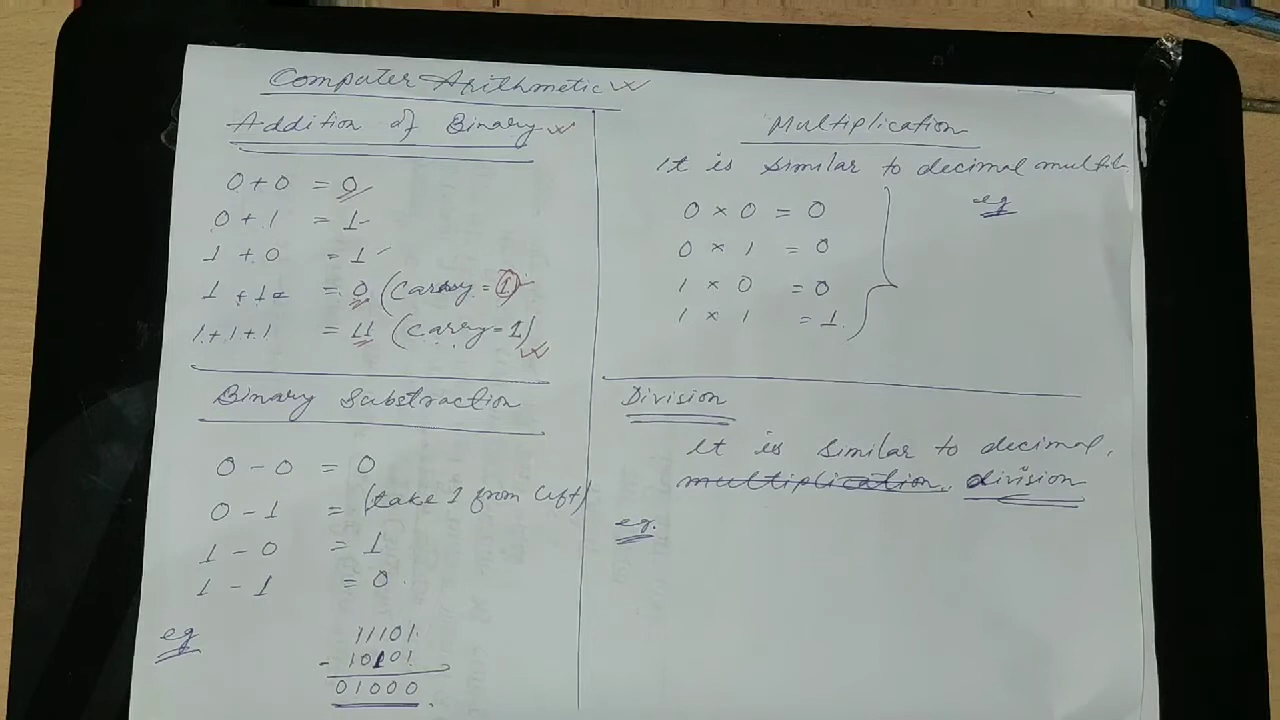 Computer Arithmetic
Addition of Binary
0 + 0 = 0
0 + 1 = 1
1 + 0 = 1
1 + 1 = 0 (carry = 1)
1 + 1 + 1 = 11 (carry = 1)
Binary Substraction
0 - 0 = 0
0 - 1 = (take 1 from left)
1 - 0 = 1
1 - 1 = 0
eg
11101
- 10101
01000
Multiplication
It is similar to decimal
eg
0 × 0 = 0
0 × 1 = 0
1 × 0 = 0
1 × 1 = 1
Division
It is similar to decimal,
multiplication. division
eg.